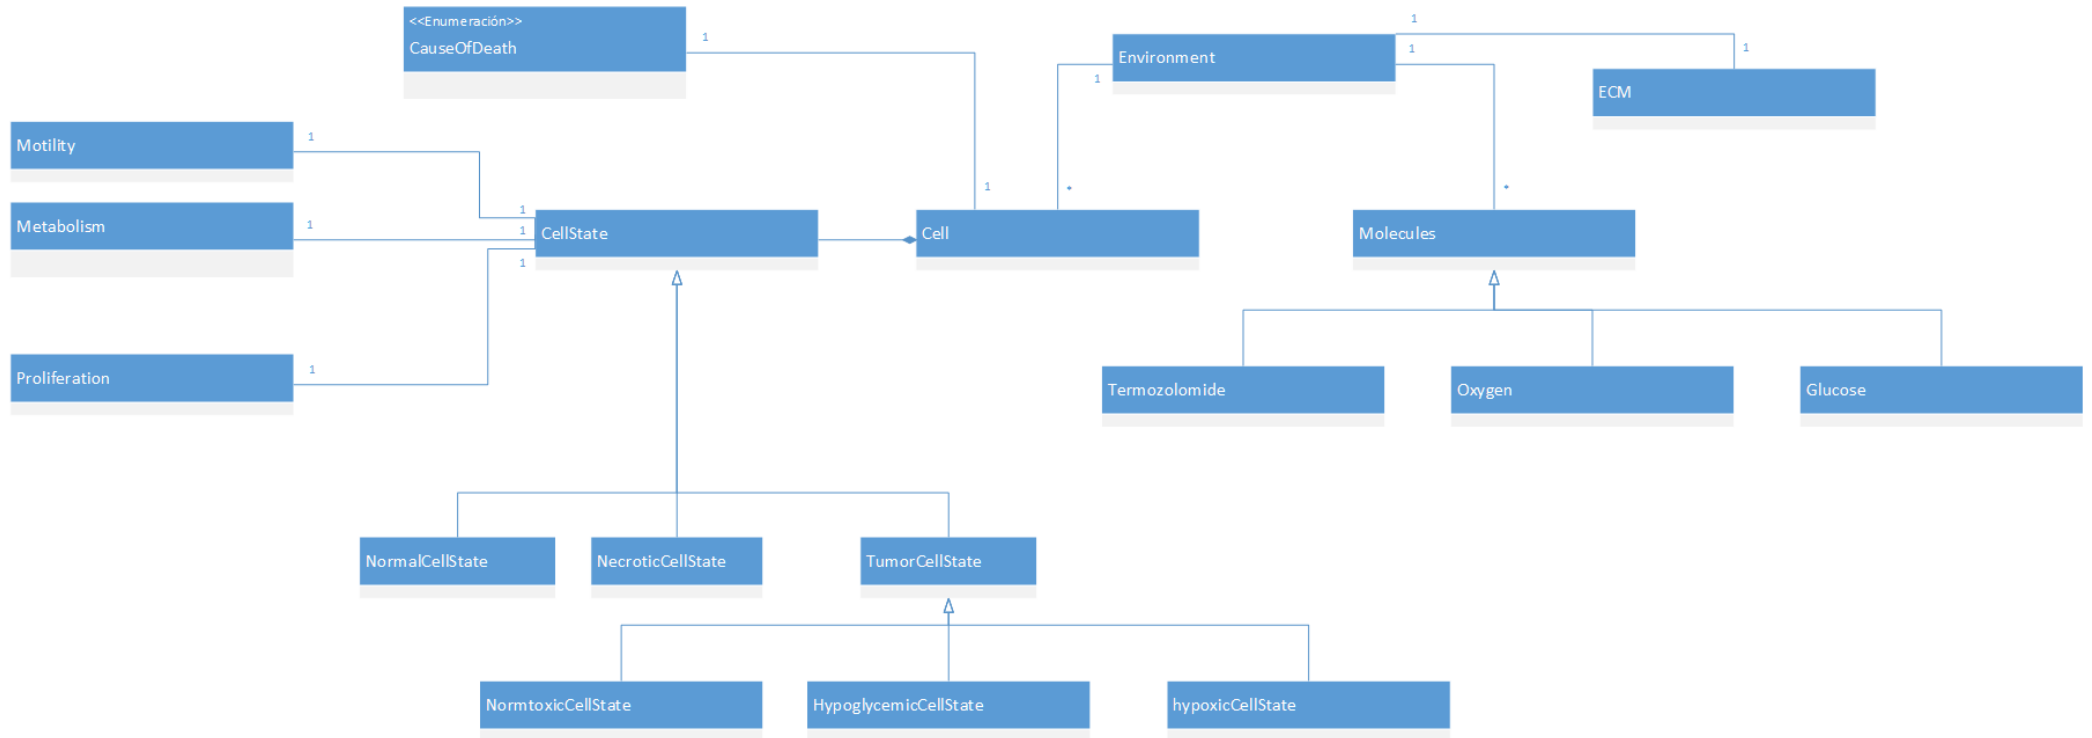 <<Enumeración>>
CauseOfDeath
1
1
Environment
1
1
1
1
ECM
Motility
1
1
*
*
Metabolism
1
1
1
1
CellState
Cell
Molecules
Proliferation
1
Termozolomide
Oxygen
Glucose
NormalCellState
NecroticCellState
TumorCellState
NormtoxicCellState
HypoglycemicCellState
hypoxicCellState